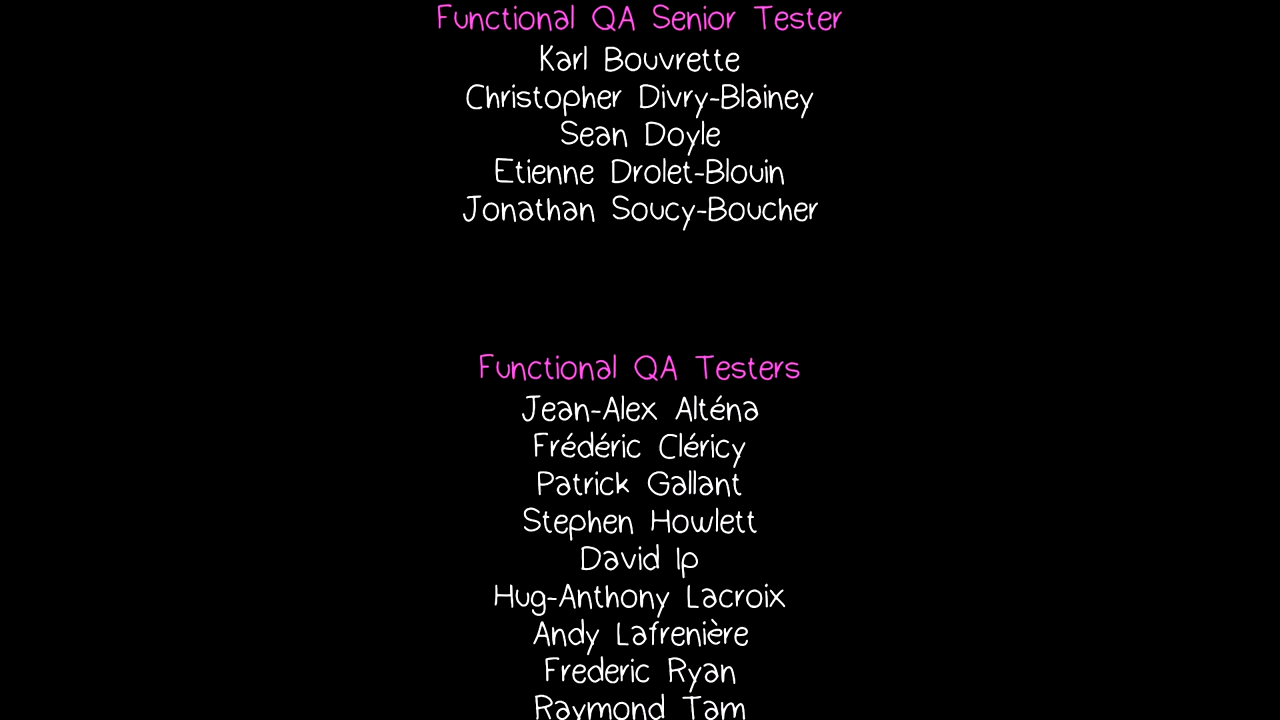 Functional QA Senior Tester
Karl Bouvrette
Christopher Divry-Blainey
Sean Doyle
Etienne Drolet-Blouin
Jonathan Soucy-Boucher
Functional QA Testers
Jean-Alex Alténa
Frédéric Cléricy
Patrick Gallant
Stephen Howlett
David Ip
Hug-Anthony Lacroix
Andy Lafrenière
Frederic Ryan
Raymond Tam